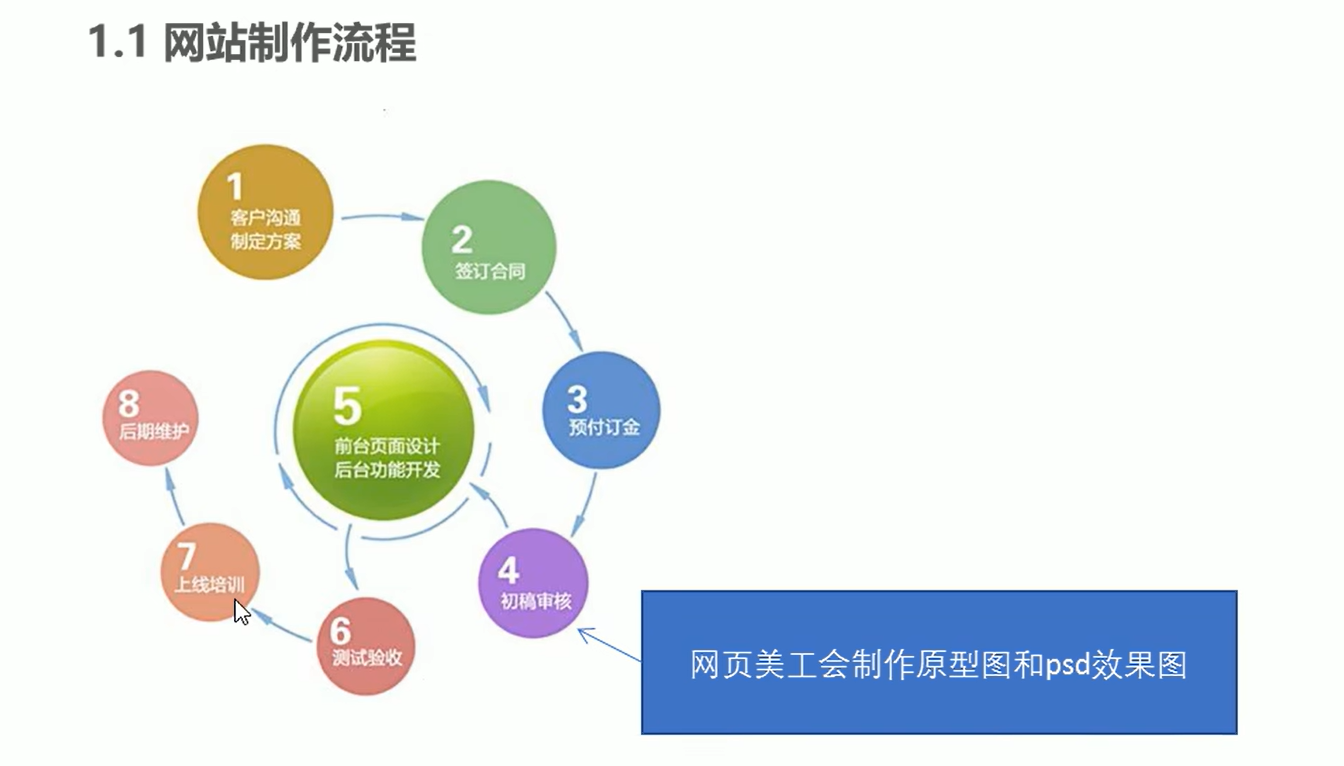 1.1 网站制作流程
1
客户沟通
制定方案
2
签订合同
3
预付订金
4
初稿审核
5
前台页面设计
后台功能开发
6
测试验收
7
上线培训
8
后期维护
网页美工会制作原型图和psd效果图